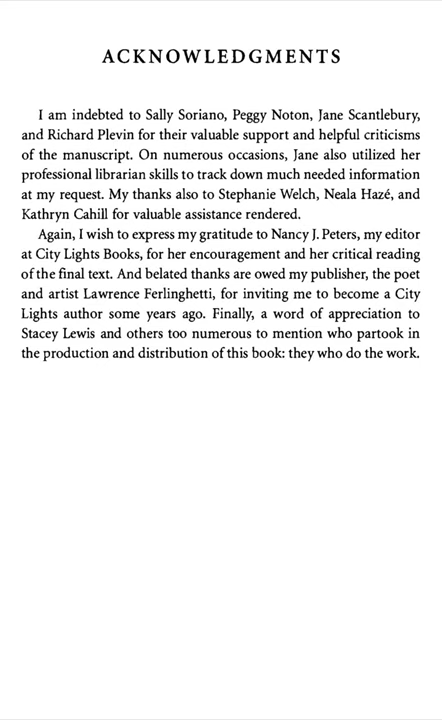 ACKNOWLEDGMENTS
I am indebted to Sally Soriano, Peggy Noton, Jane Scantlebury,
and Richard Plevin for their valuable support and helpful criticisms
of the manuscript. On numerous occasions, Jane also utilized her
professional librarian skills to track down much needed information
at my request. My thanks also to Stephanie Welch, Neala Hazé, and
Kathryn Cahill for valuable assistance rendered.
Again, I wish to express my gratitude to Nancy J. Peters, my editor
at City Lights Books, for her encouragement and her critical reading
of the final text. And belated thanks are owed my publisher, the poet
and artist Lawrence Ferlinghetti, for inviting me to become a City
Lights author some years ago. Finally, a word of appreciation to
Stacey Lewis and others too numerous to mention who partook in
the production and distribution of this book: they who do the work.